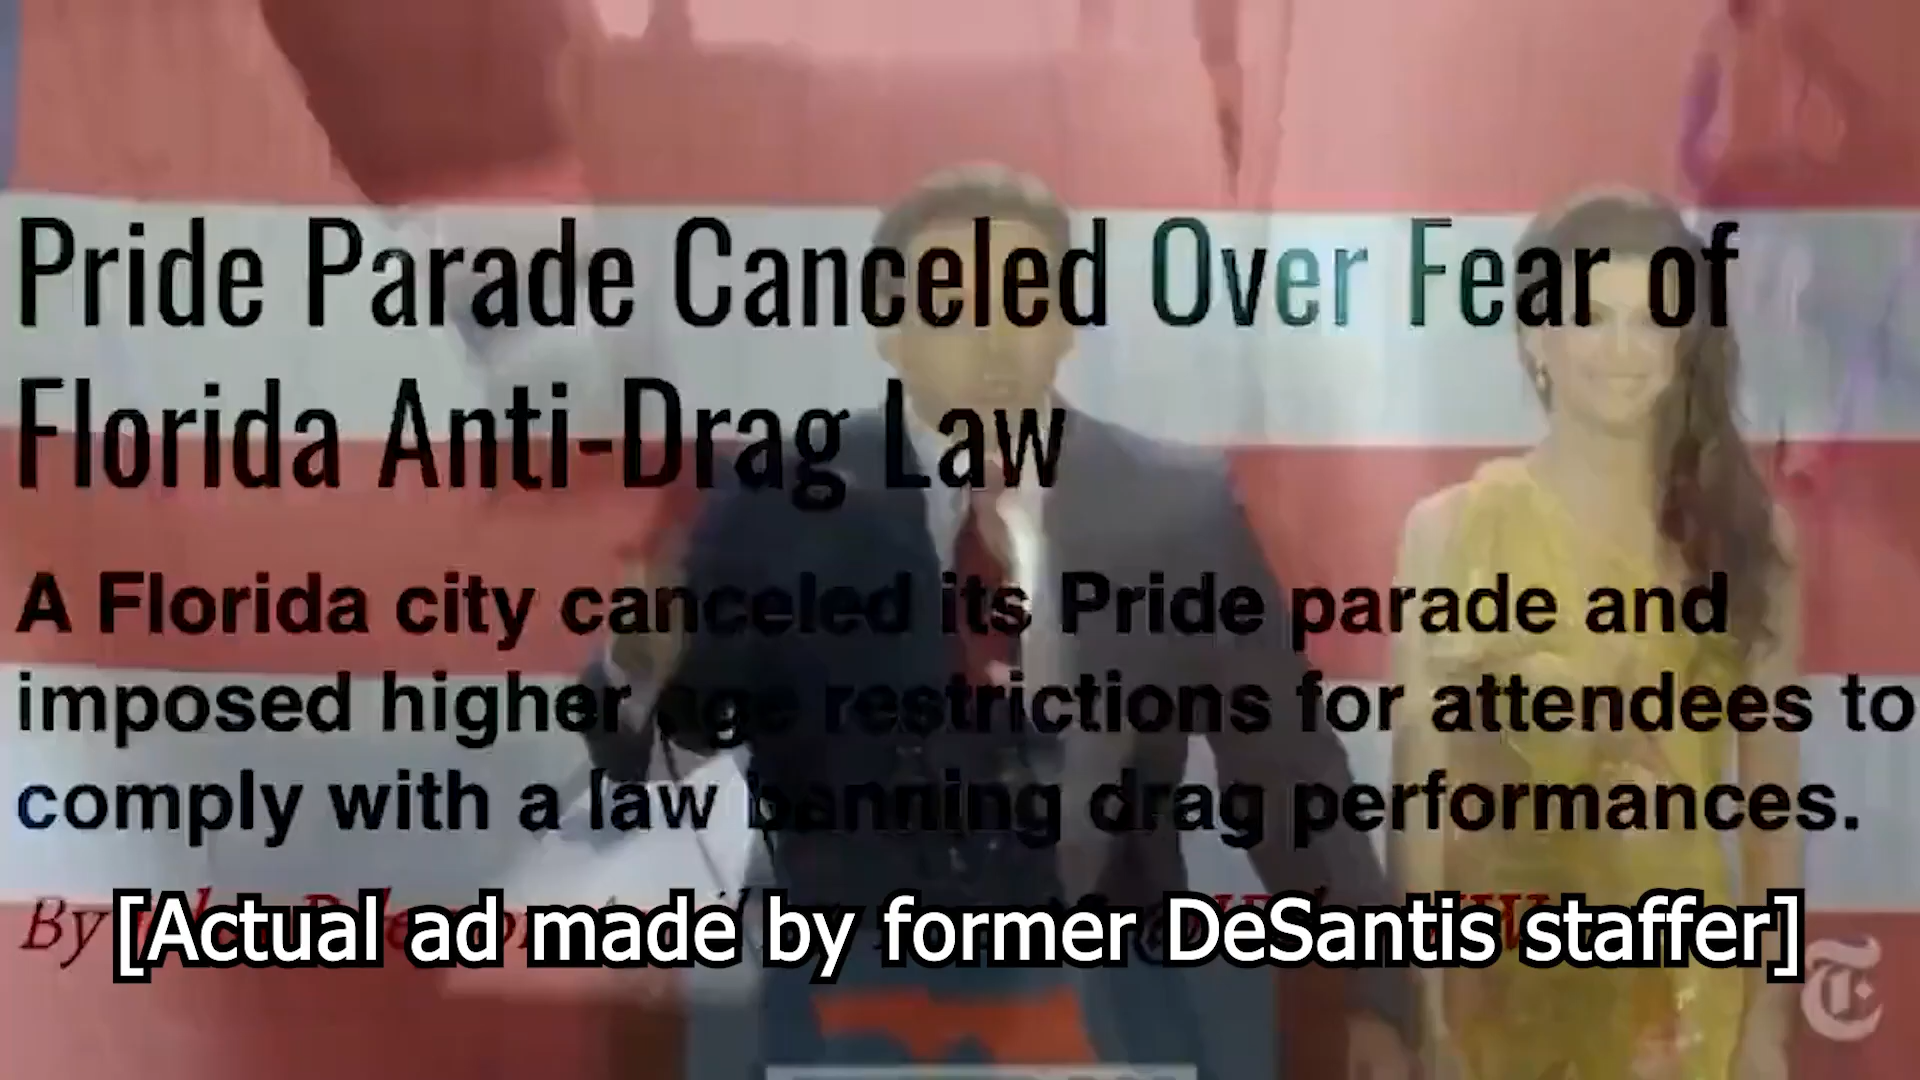 Pride Parade Canceled Over Fear of
Florida Anti-Drag Law
A Florida city canceled its Pride parade and
imposed higher age restrictions for attendees to
comply with a law banning drag performances.
By
[Actual ad made by former DeSantis staffer]